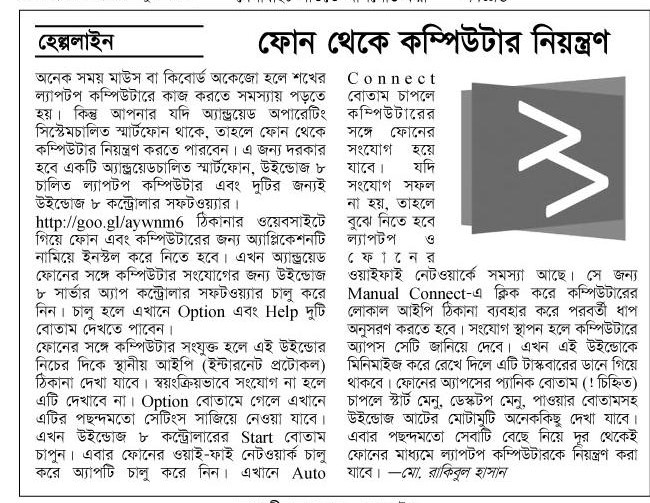 হেল্পলাইন
ফোন থেকে কম্পিউটার নিয়ন্ত্রণ
অনেক সময় মাউস বা কিবোর্ড অকেজো হলে শখের
ল্যাপটপ কম্পিউটারে কাজ করতে সমস্যায় পড়তে
হয়। কিন্তু আপনার যদি অ্যান্ড্রয়েড অপারেটিং
সিস্টেমচালিত স্মার্টফোন থাকে, তাহলে ফোন থেকে
কম্পিউটার নিয়ন্ত্রণ করতে পারবেন। এ জন্য দরকার
হবে একটি অ্যান্ড্রয়েডচালিত স্মার্টফোন, উইন্ডোজ ৮
চালিত ল্যাপটপ কম্পিউটার এবং দুটির জন্যই
উইন্ডোজ ৮ কন্ট্রোলার সফটওয়্যার।
http://goo.gl/aywnm6 ঠিকানার ওয়েবসাইটে
গিয়ে ফোন এবং কম্পিউটারের জন্য অ্যাপ্লিকেশনটি
নামিয়ে ইনস্টল করে নিতে হবে। এখন অ্যান্ড্রয়েড
ফোনের সঙ্গে কম্পিউটার সংযোগের জন্য উইন্ডোজ
৮ সার্ভার অ্যাপ কন্ট্রোলার সফটওয়্যার চালু করে
নিন। চালু হলে এখানে Option এবং Help দুটি
বোতাম দেখতে পাবেন।
ফোনের সঙ্গে কম্পিউটার সংযুক্ত হলে এই উইন্ডোর
নিচের দিকে স্থানীয় আইপি (ইন্টারনেট প্রটোকল)
ঠিকানা দেখা যাবে। স্বয়ংক্রিয়ভাবে সংযোগ না হলে
এটি দেখাবে না। Option বোতামে গেলে এখানে
এটির পছন্দমতো সেটিংস সাজিয়ে নেওয়া যাবে।
এখন উইন্ডোজ ৮ কন্ট্রোলারের Start বোতাম
চাপুন। এবার ফোনের ওয়াই-ফাই নেটওয়ার্ক চালু
করে অ্যাপটি চালু করে নিন। এখানে Auto
Connect
বোতাম চাপলে
কম্পিউটারের
সঙ্গে ফোনের
সংযোগ হয়ে
যাবে। যদি
সংযোগ সফল
না হয়, তাহলে
বুঝে নিতে হবে
ল্যাপটপ ও
ফোনের
ওয়াইফাই নেটওয়ার্কে সমস্যা আছে। সে জন্য
Manual Connect-এ ক্লিক করে কম্পিউটারের
লোকাল আইপি ঠিকানা ব্যবহার করে পরবর্তী ধাপ
অনুসরণ করতে হবে। সংযোগ স্থাপন হলে কম্পিউটারে
অ্যাপস সেটি জানিয়ে দেবে। এখন এই উইন্ডোকে
মিনিমাইজ করে রেখে দিলে এটি টাস্কবারের ডানে গিয়ে
থাকবে। ফোনের অ্যাপসের প্যানিক বোতাম (! চিহ্নিত)
চাপলে স্টার্ট মেনু, ডেস্কটপ মেনু, পাওয়ার বোতামসহ
উইন্ডোজ আটের মোটামুটি অনেককিছু দেখা যাবে।
এবার পছন্দমতো সেবাটি বেছে নিয়ে দূর থেকেই
ফোনের মাধ্যমে ল্যাপটপ কম্পিউটারকে নিয়ন্ত্রণ করা
যাবে। —মো. রাকিবুল হাসান